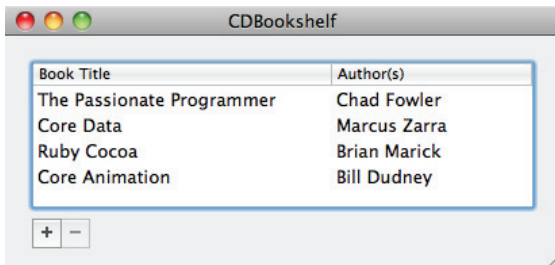 CDBookshelf
Book Title Author(s)
The Passionate Programmer Chad Fowler
Core Data Marcus Zarra
Ruby Cocoa Brian Marick
Core Animation Bill Dudney
+ −